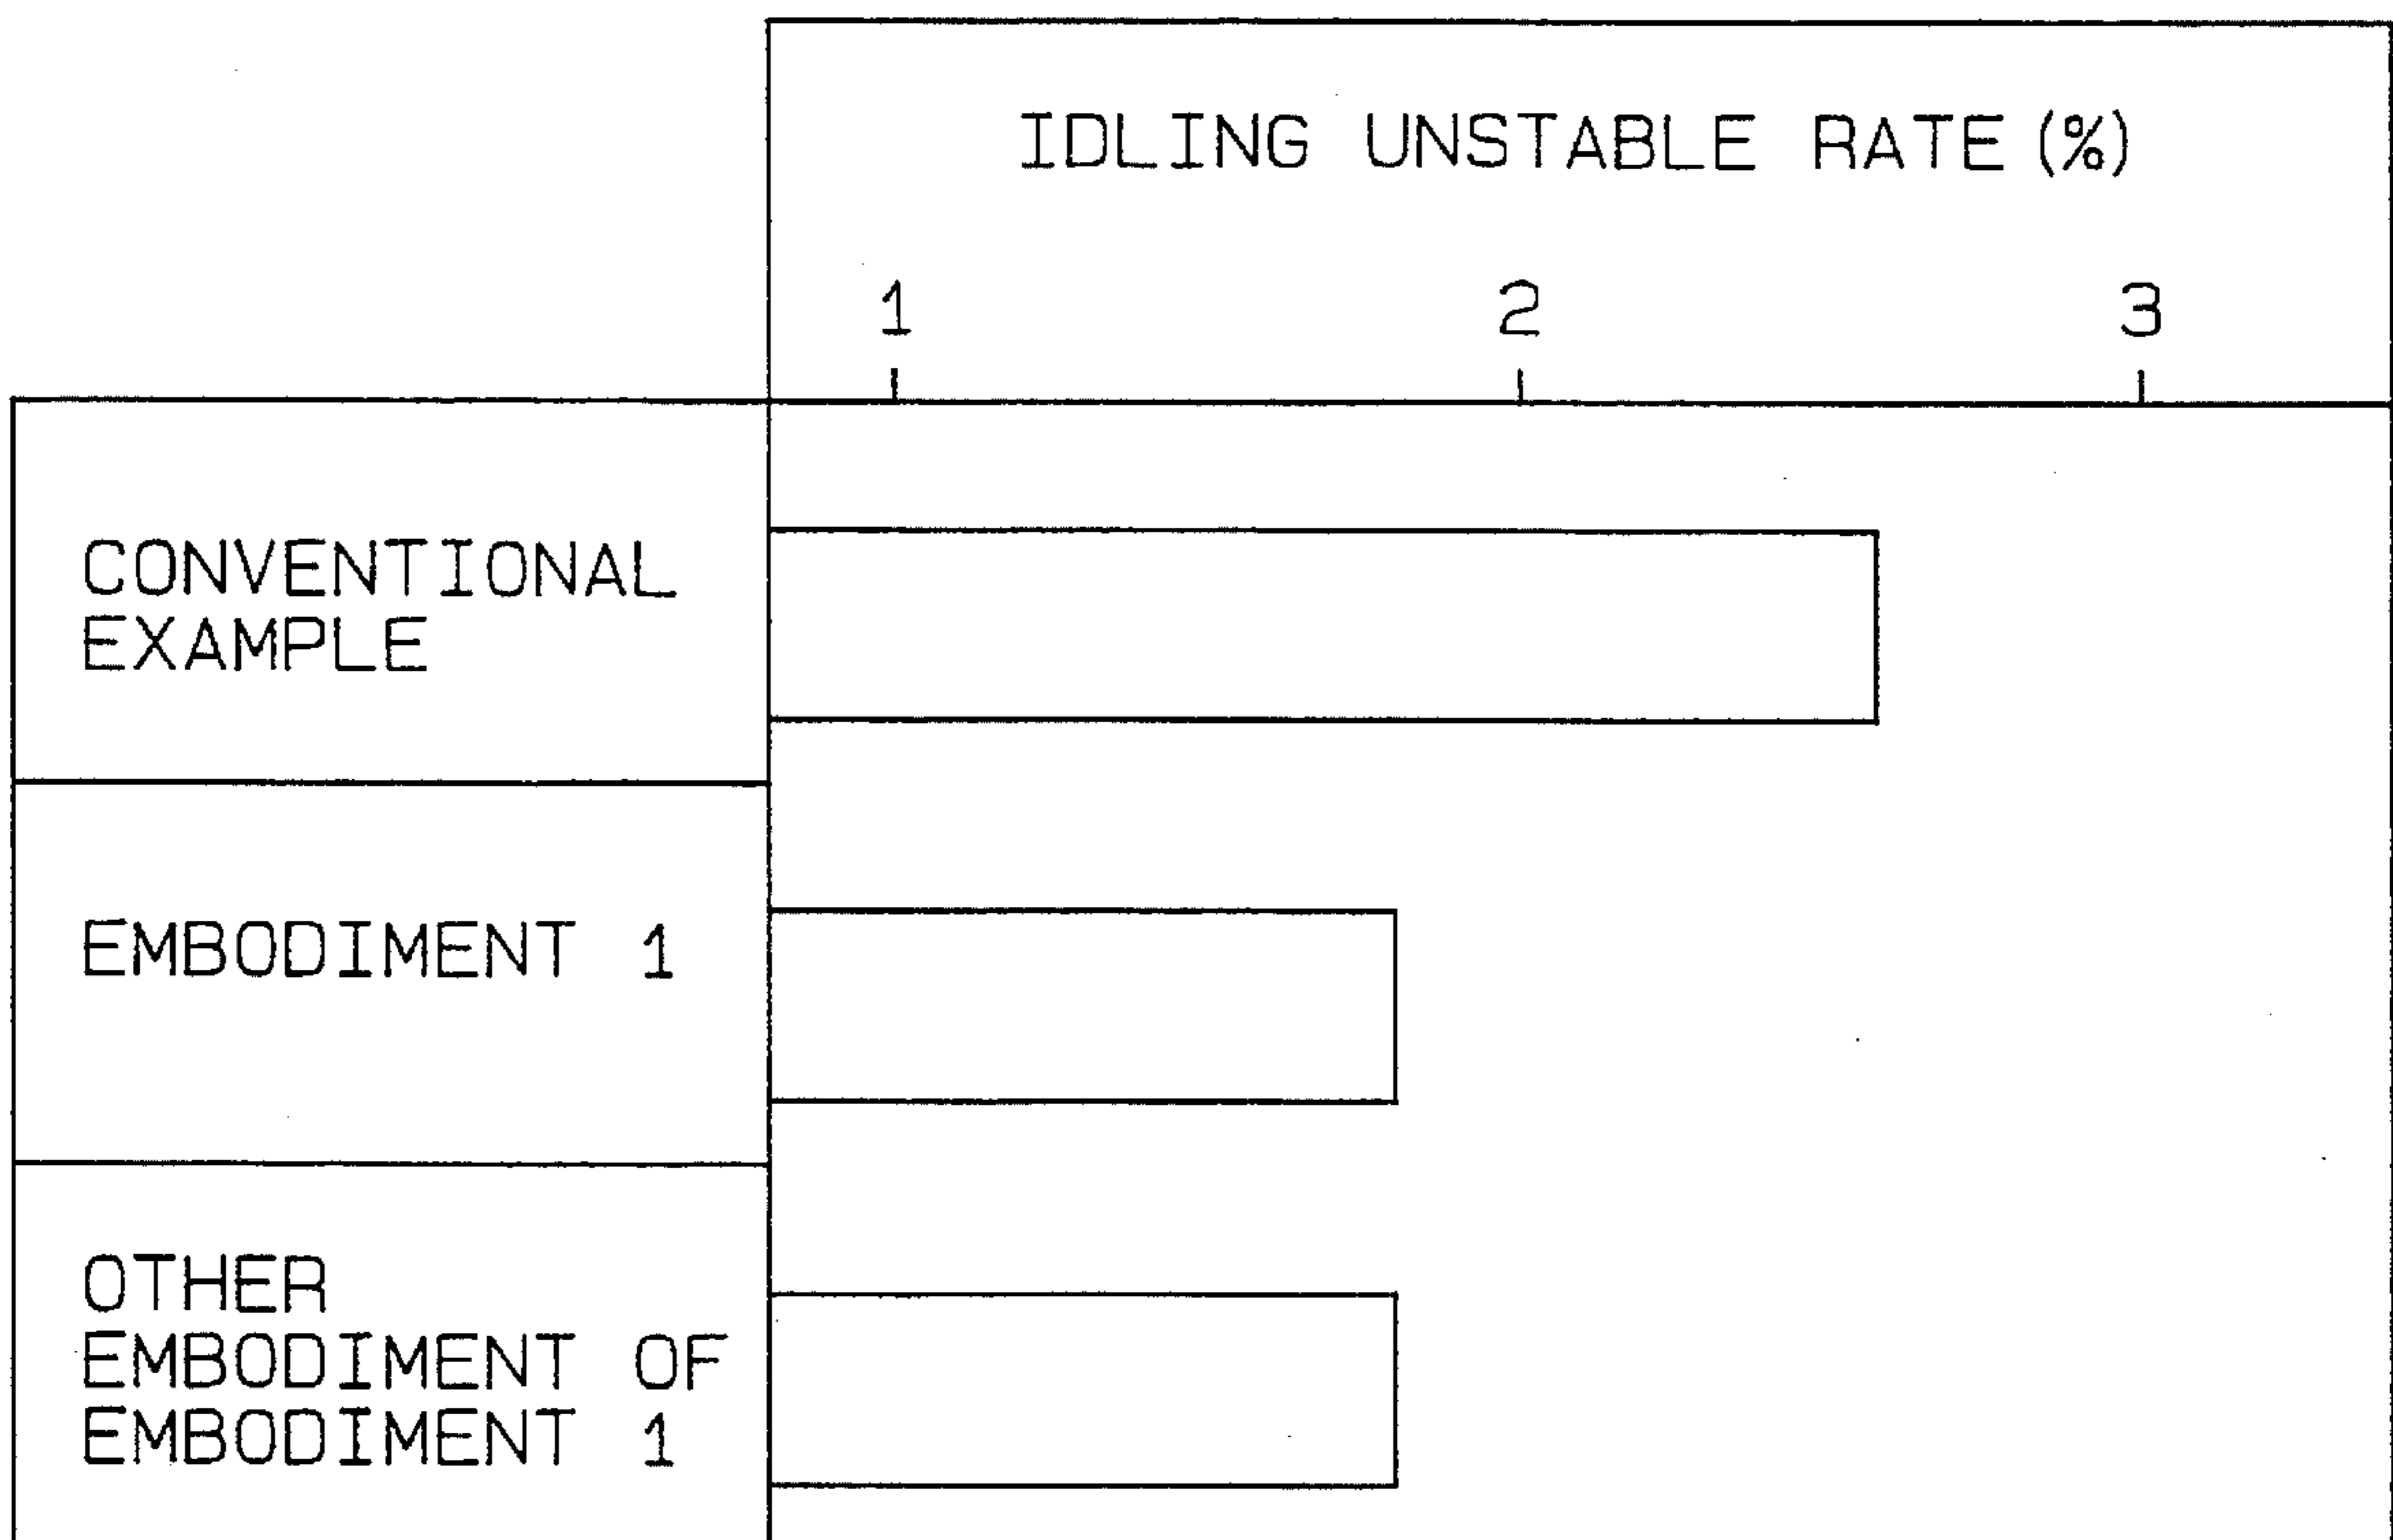 IDLING UNSTABLE RATE (%)
1 2 3
CONVENTIONAL
EXAMPLE
EMBODIMENT 1
OTHER
EMBODIMENT OF
EMBODIMENT 1